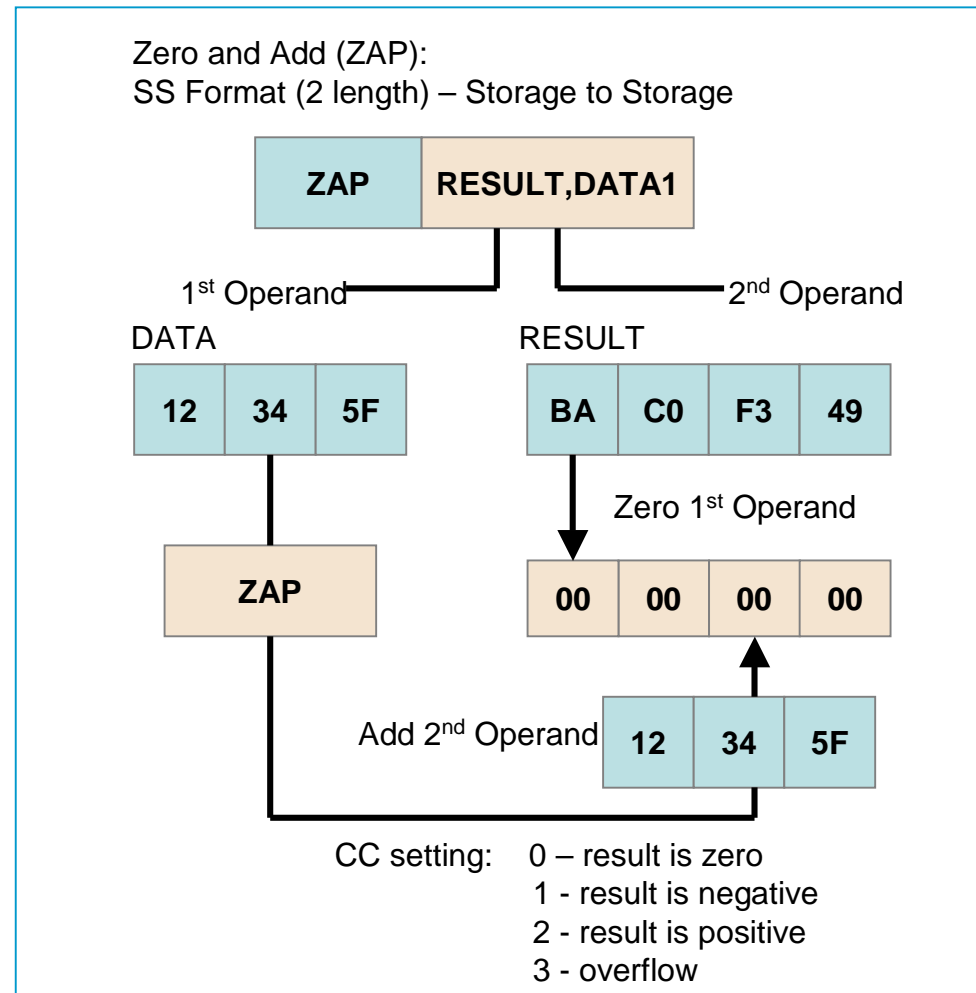 Zero and Add (ZAP):
SS Format (2 length) – Storage to Storage
ZAP RESULT,DATA1
1st Operand 2nd Operand
DATA RESULT
12 34 5F BA C0 F3 49
Zero 1st Operand
ZAP 00 00 00 00
Add 2nd Operand 12 34 5F
CC setting: 0 – result is zero
1 - result is negative
2 - result is positive
3 - overflow